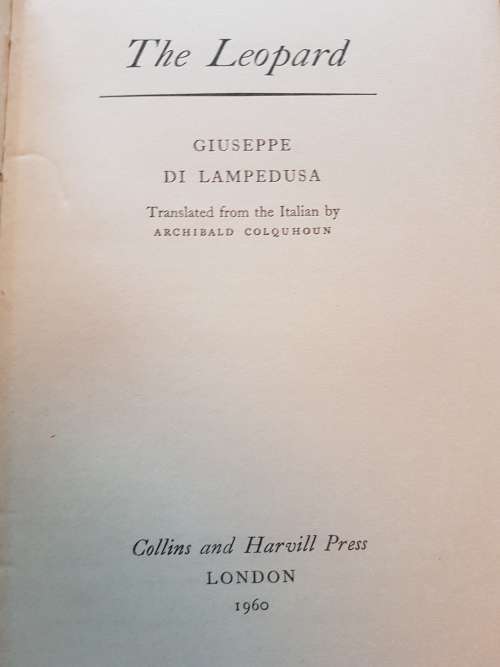 The Leopard
GIUSEPPE
DI LAMPEDUSA
Translated from the Italian by
ARCHIBALD COLQUHOUN
Collins and Harvill Press
LONDON
1960